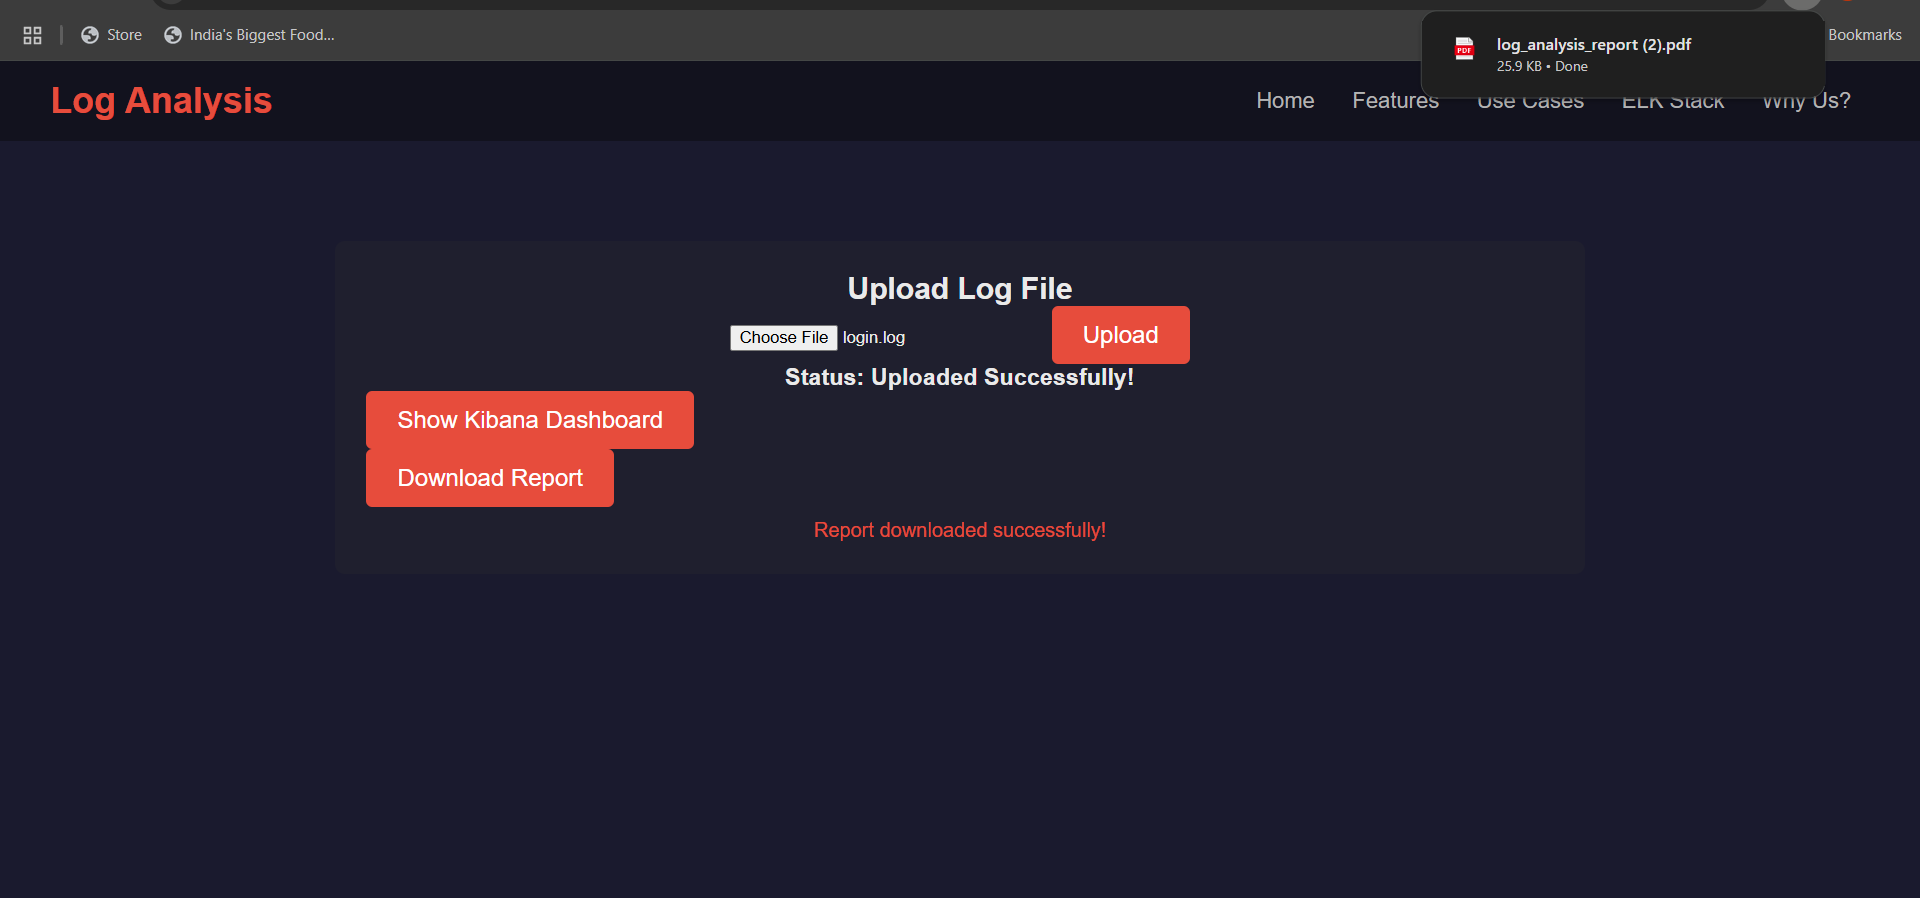 Store
India's Biggest Food...
Bookmarks
log_analysis_report (2).pdf
25.9 KB • Done
PDF
Log Analysis
Home
Features
Use Cases
ELK Stack
Why Us?
Upload Log File
Choose File login.log
Upload
Status: Uploaded Successfully!
Show Kibana Dashboard
Download Report
Report downloaded successfully!